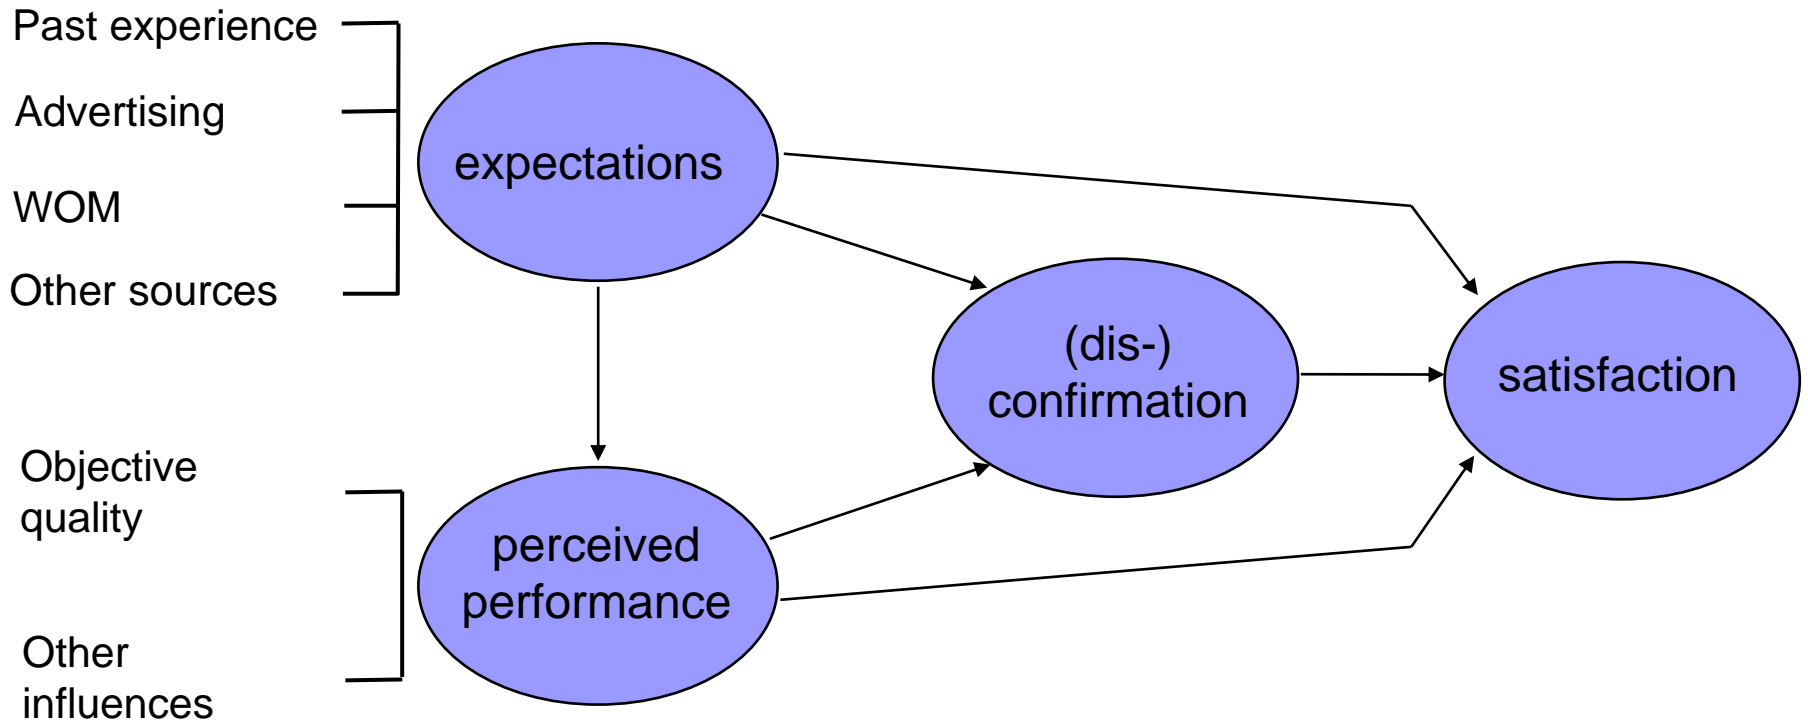 Past experience
Advertising
WOM
Other sources
expectations
(dis-)
confirmation
satisfaction
Objective
quality
perceived
performance
Other
influences